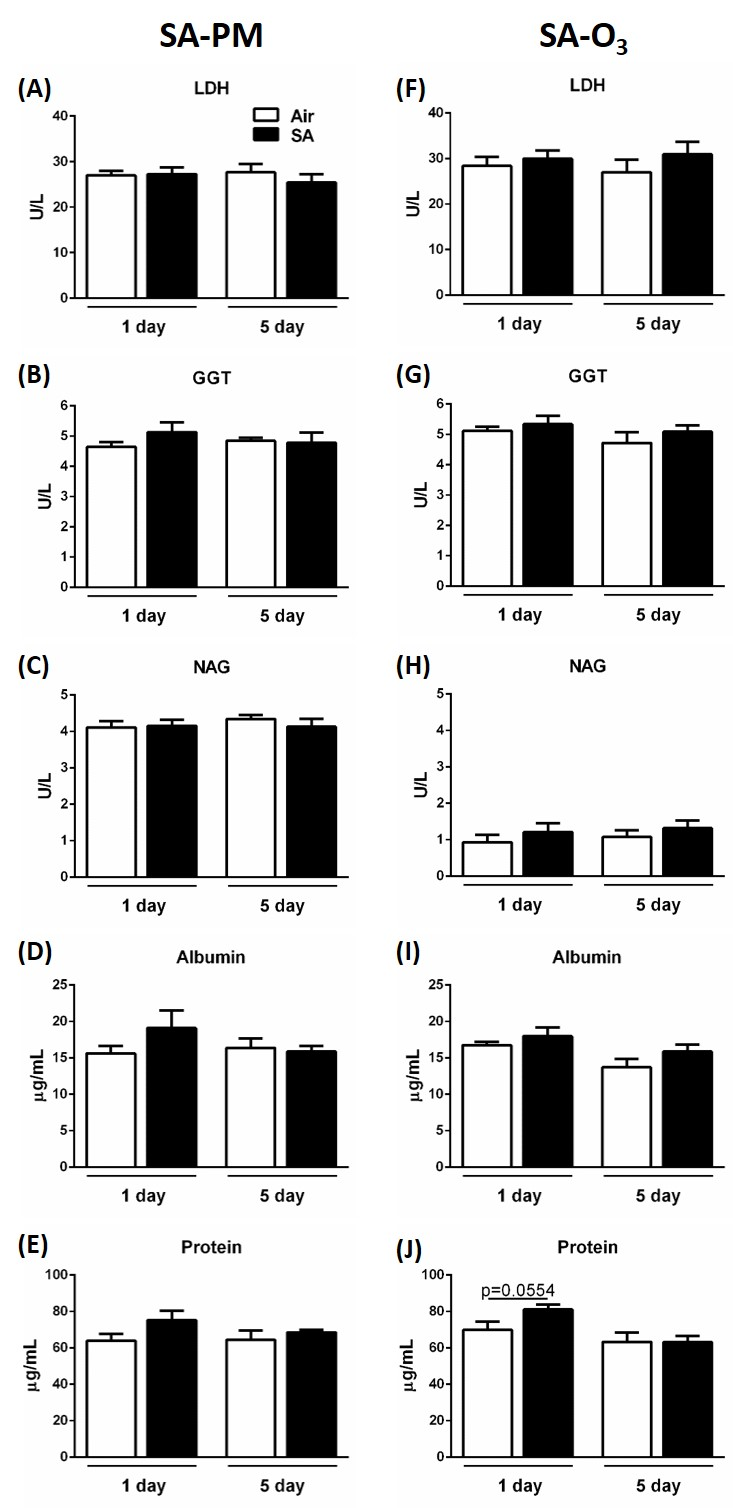 SA-PM
SA-O3
(A)
LDH
Air
SA
40
30
20
10
0
U/L
1 day
5 day
(F)
LDH
40
30
20
10
0
U/L
1 day
5 day
(B)
GGT
6
5
4
3
2
1
0
U/L
1 day
5 day
(G)
GGT
6
5
4
3
2
1
0
U/L
1 day
5 day
(C)
NAG
5
4
3
2
1
0
U/L
1 day
5 day
(H)
NAG
5
4
3
2
1
0
U/L
1 day
5 day
(D)
Albumin
25
20
15
10
5
0
µg/mL
1 day
5 day
(I)
Albumin
25
20
15
10
5
0
µg/mL
1 day
5 day
(E)
Protein
100
80
60
40
20
0
µg/mL
1 day
5 day
(J)
Protein
100
80
60
40
20
0
p=0.0554
µg/mL
1 day
5 day